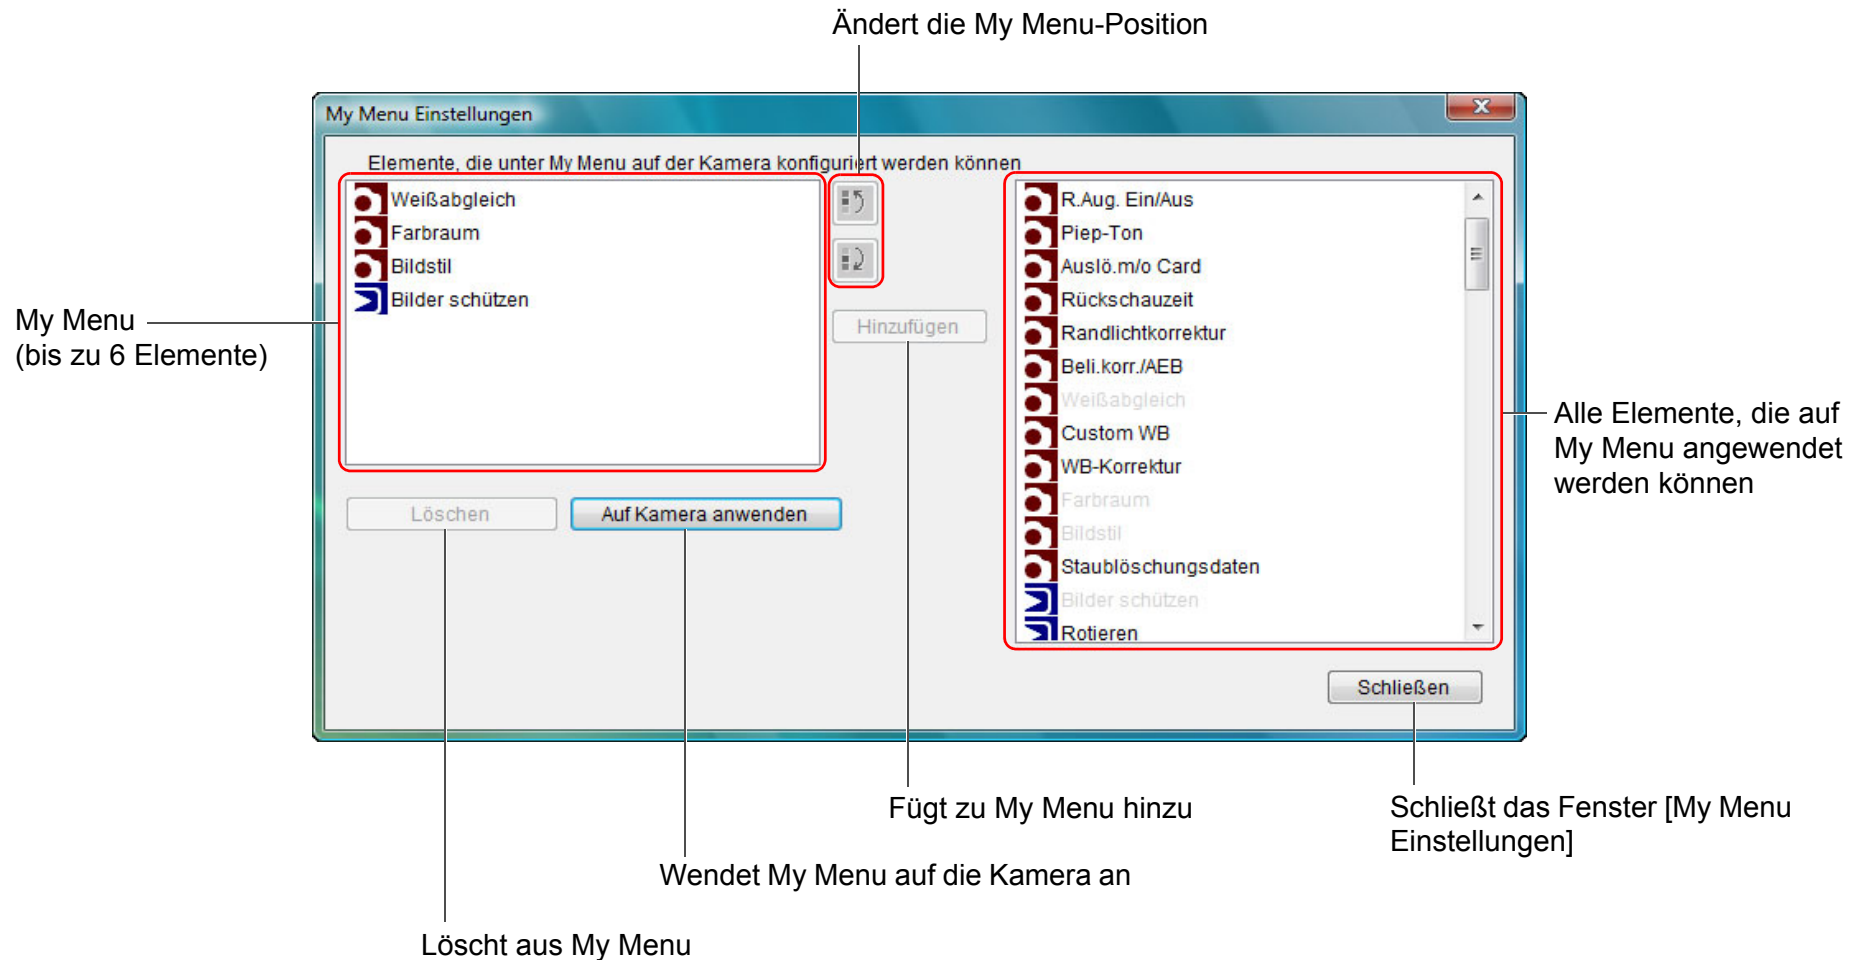 Ändert die My Menu-Position
My Menu Einstellungen
Elemente, die unter My Menu auf der Kamera konfiguriert werden können
Weißabgleich
Farbraum
Bildstil
Bilder schützen
My Menu
(bis zu 6 Elemente)
Hinzufügen
Löschen
Auf Kamera anwenden
R.Aug. Ein/Aus
Piep-Ton
Auslö.m/o Card
Rückschauzeit
Randlichtkorrektur
Beli.korr./AEB
Weißabgleich
Custom WB
WB-Korrektur
Farbraum
Bildstil
Staublöschungsdaten
Bilder schützen
Rotieren
Alle Elemente, die auf
My Menu angewendet
werden können
Schließen
Fügt zu My Menu hinzu
Schließt das Fenster [My Menu
Einstellungen]
Wendet My Menu auf die Kamera an
Löscht aus My Menu